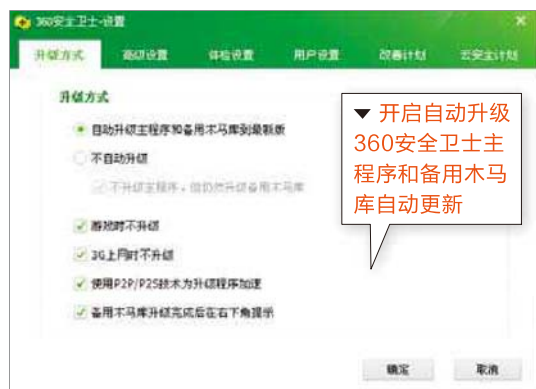 360安全卫士-设置
升级方式 高级设置 体检设置 用户设置 改善计划 云安全计划
升级方式
自动升级主程序和备用木马库到最新版
不自动升级
不升级主程序,但仍然升级备用木马库
游戏时不升级
3G上网时不升级
使用P2P/P2S技术为升级程序加速
备用木马库升级完成后在右下角提示
▼ 开启自动升级
360安全卫士主
程序和备用木马
库自动更新
确定 取消